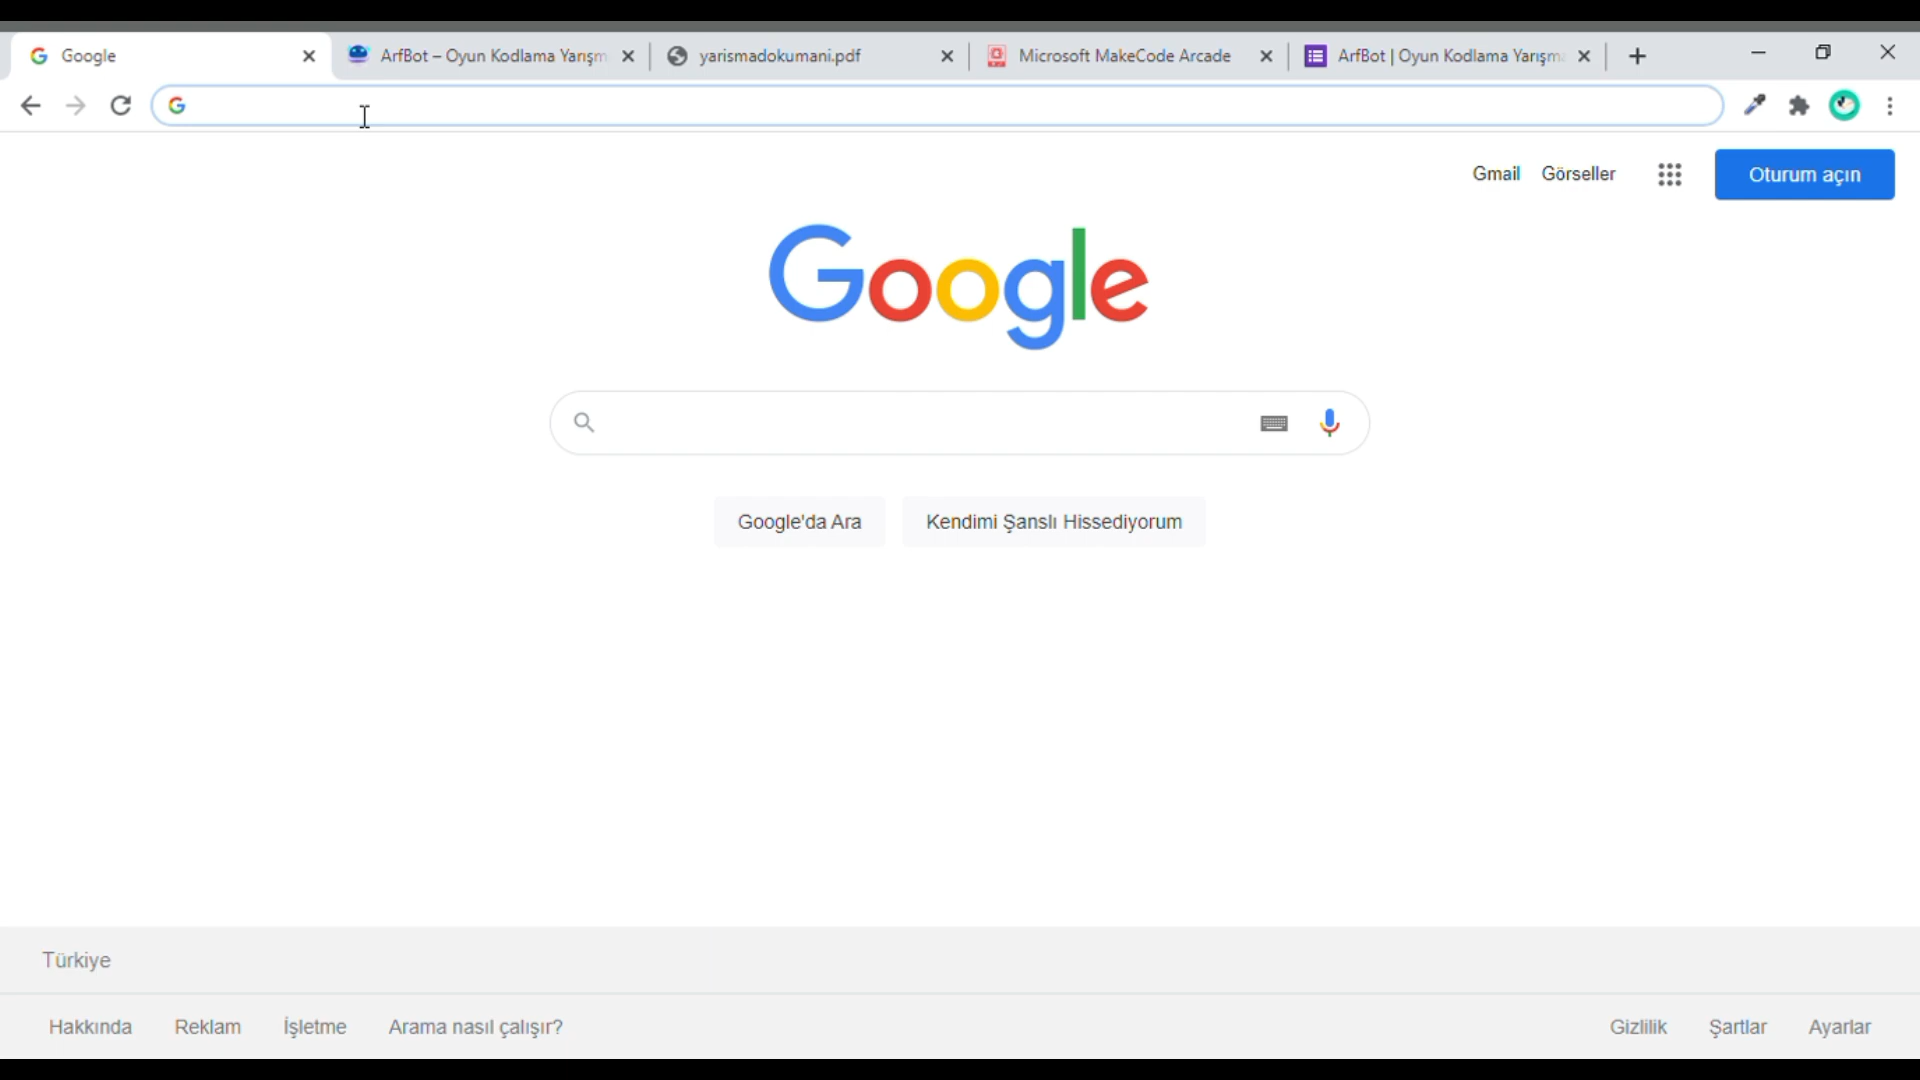 Google
ArfBot – Oyun Kodlama Yarışm
yarismadokumani.pdf
Microsoft MakeCode Arcade
ArfBot | Oyun Kodlama Yarışm
Gmail
Görseller
Oturum açın
Google
Google'da Ara
Kendimi Şanslı Hissediyorum
Türkiye
Hakkında
Reklam
İşletme
Arama nasıl çalışır?
Gizlilik
Şartlar
Ayarlar